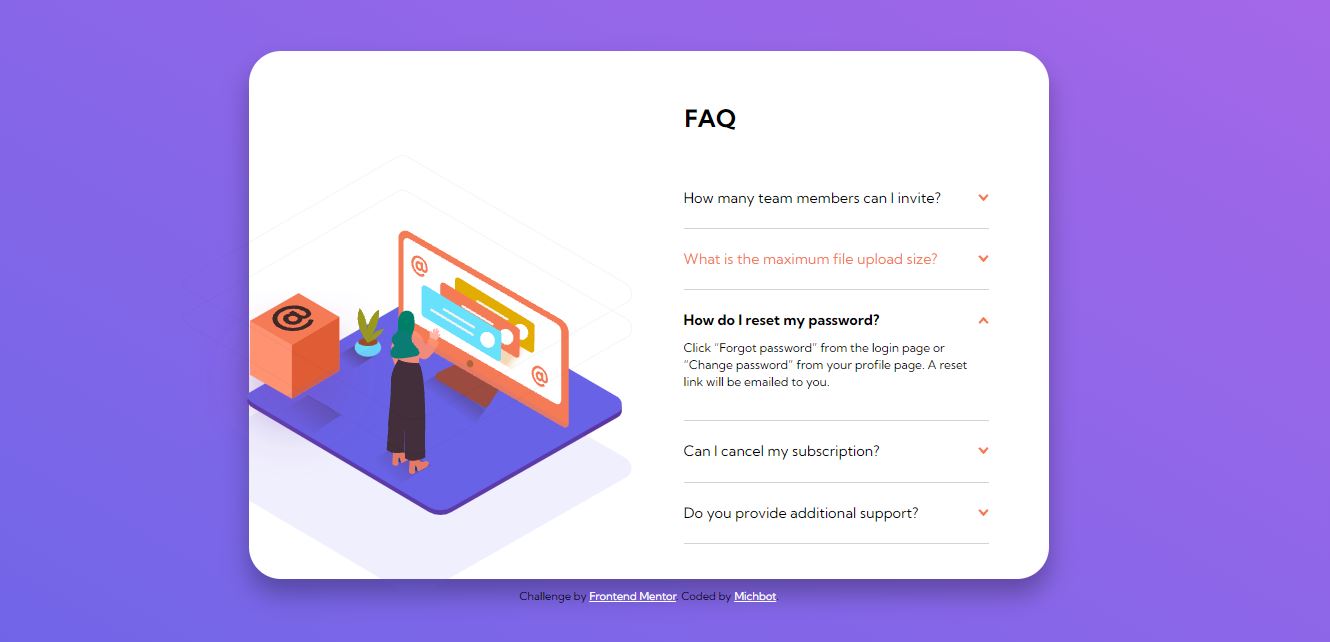 FAQ
How many team members can I invite?
What is the maximum file upload size?
How do I reset my password?
Click “Forgot password” from the login page or
“Change password” from your profile page. A reset
link will be emailed to you.
Can I cancel my subscription?
Do you provide additional support?
@
@
@
Challenge by Frontend Mentor. Coded by Michbot